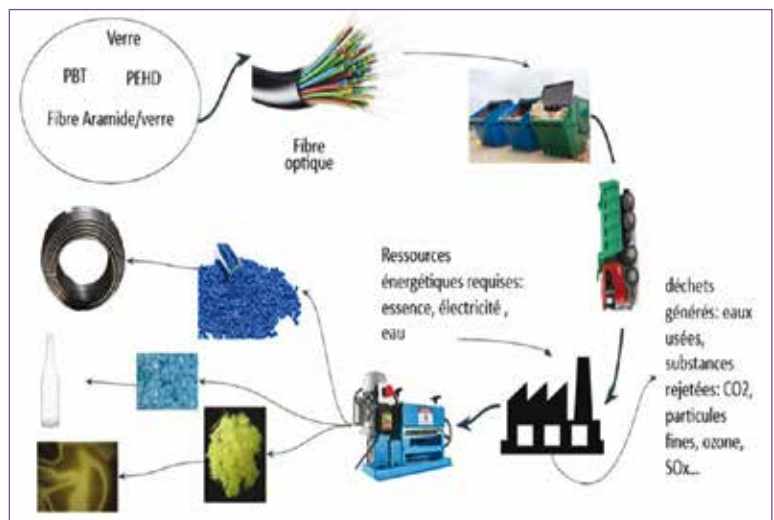 Verre
PBT PEHD
Fibre Aramide/verre
Fibre
optique
Ressources
énergétiques requises:
essence, électricité ,
eau
déchets
générés: eaux
usées,
substances
rejetées: CO2,
particules
fines, ozone,
SOx...